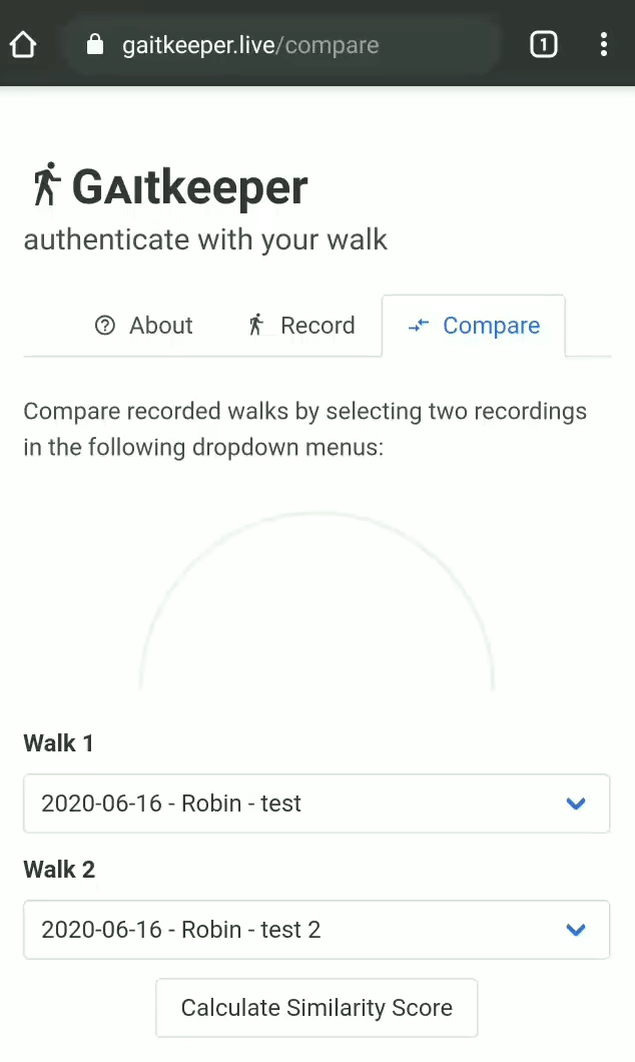 1
gaitkeeper.live/compare
GAItkeeper
authenticate with your walk
About Record Compare
Compare recorded walks by selecting two recordings
in the following dropdown menus:
Walk 1
2020-06-16 - Robin - test
Walk 2
2020-06-16 - Robin - test 2
Calculate Similarity Score